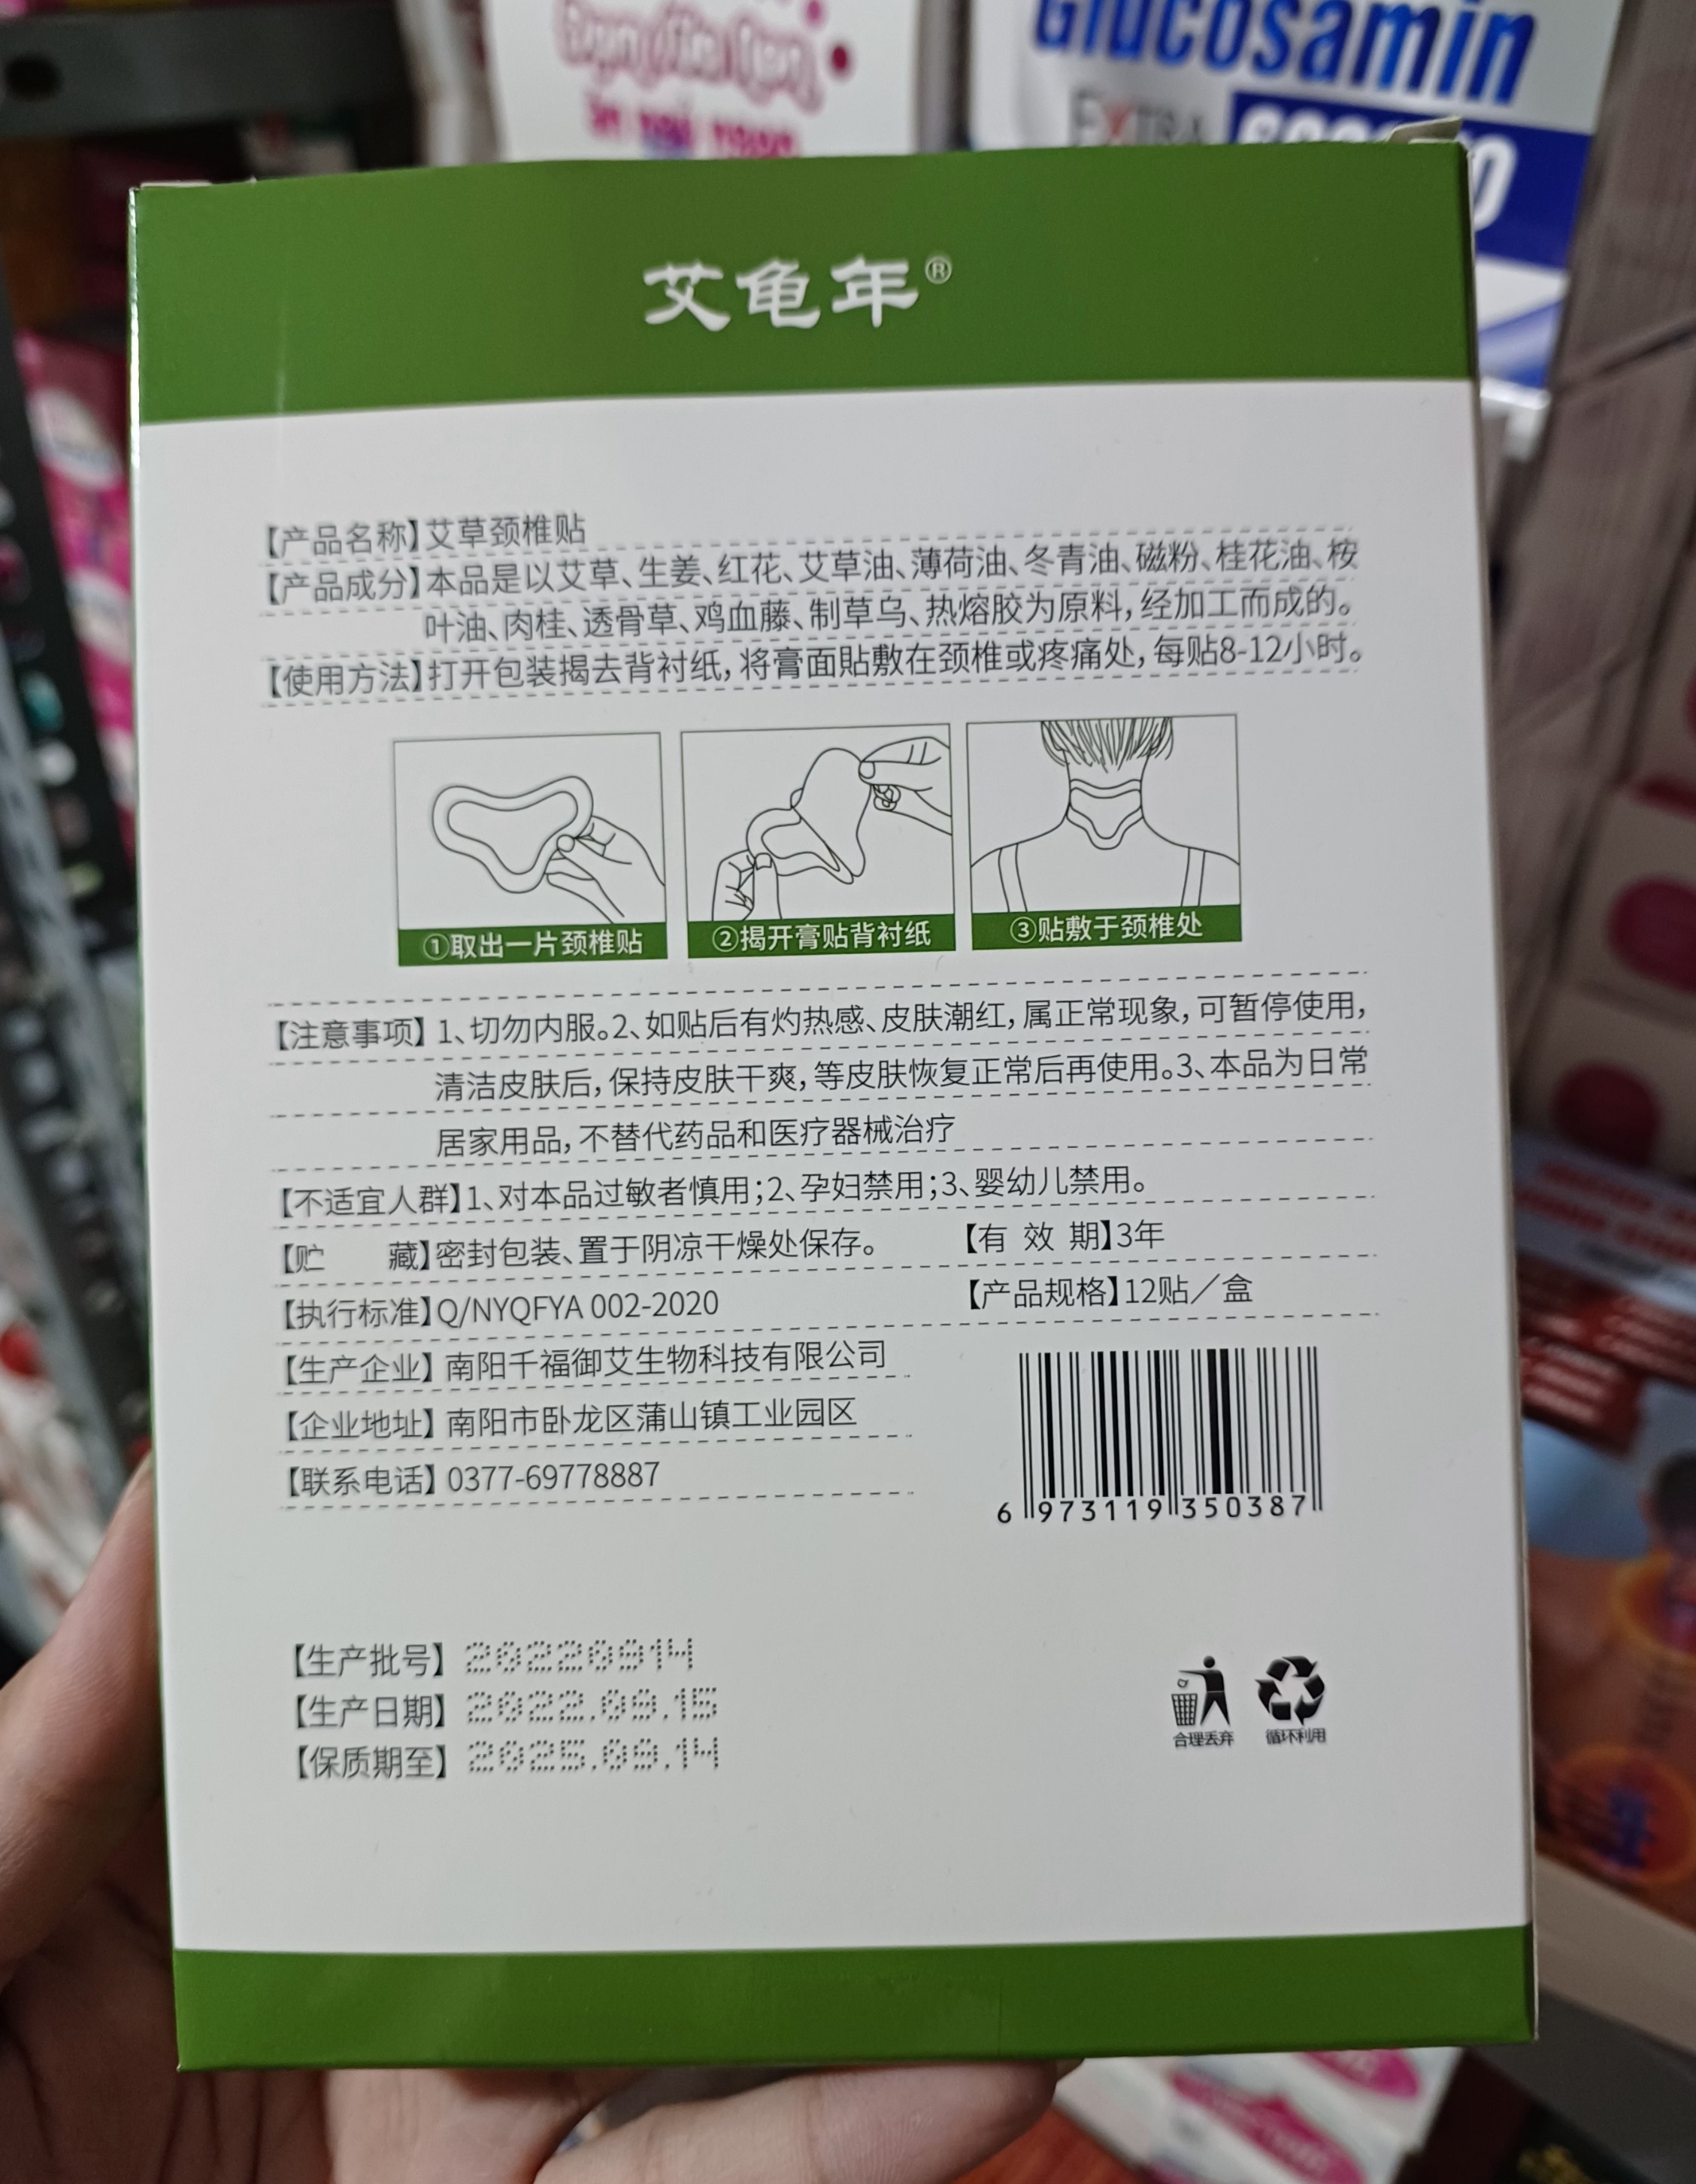 Glucosamin
EXTRA
艾龟年®
【产品名称】艾草颈椎贴
【产品成分】本品是以艾草、生姜、红花、艾草油、薄荷油、冬青油、磁粉、桂花油、桉
叶油、肉桂、透骨草、鸡血藤、制草乌、热熔胶为原料,经加工而成的。
【使用方法】打开包装揭去背衬纸,将膏面貼敷在颈椎或疼痛处,每贴8-12小时。
①取出一片颈椎贴
②揭开膏贴背衬纸
③贴敷于颈椎处
【注意事项】1、切勿内服。2、如贴后有灼热感、皮肤潮红,属正常现象,可暂停使用,
清洁皮肤后,保持皮肤干爽,等皮肤恢复正常后再使用。3、本品为日常
居家用品,不替代药品和医疗器械治疗
【不适宜人群】1、对本品过敏者慎用;2、孕妇禁用;3、婴幼儿禁用。
【贮 藏】密封包装、置于阴凉干燥处保存。 【有 效 期】3年
【执行标准】Q/NYQFYA 002-2020 【产品规格】12贴／盒
【生产企业】南阳千福御艾生物科技有限公司
【企业地址】南阳市卧龙区蒲山镇工业园区
【联系电话】0377-69778887
6 973119 350387
【生产批号】20220914
【生产日期】2022.09.15
【保质期至】2025.09.14
合理丢弃 循环利用